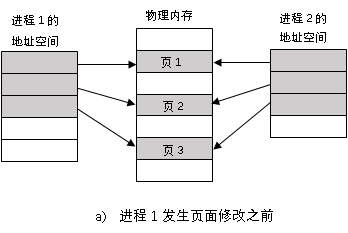 进程1的
地址空间
物理内存
进程2的
地址空间
页1
页2
页3
a) 进程1发生页面修改之前